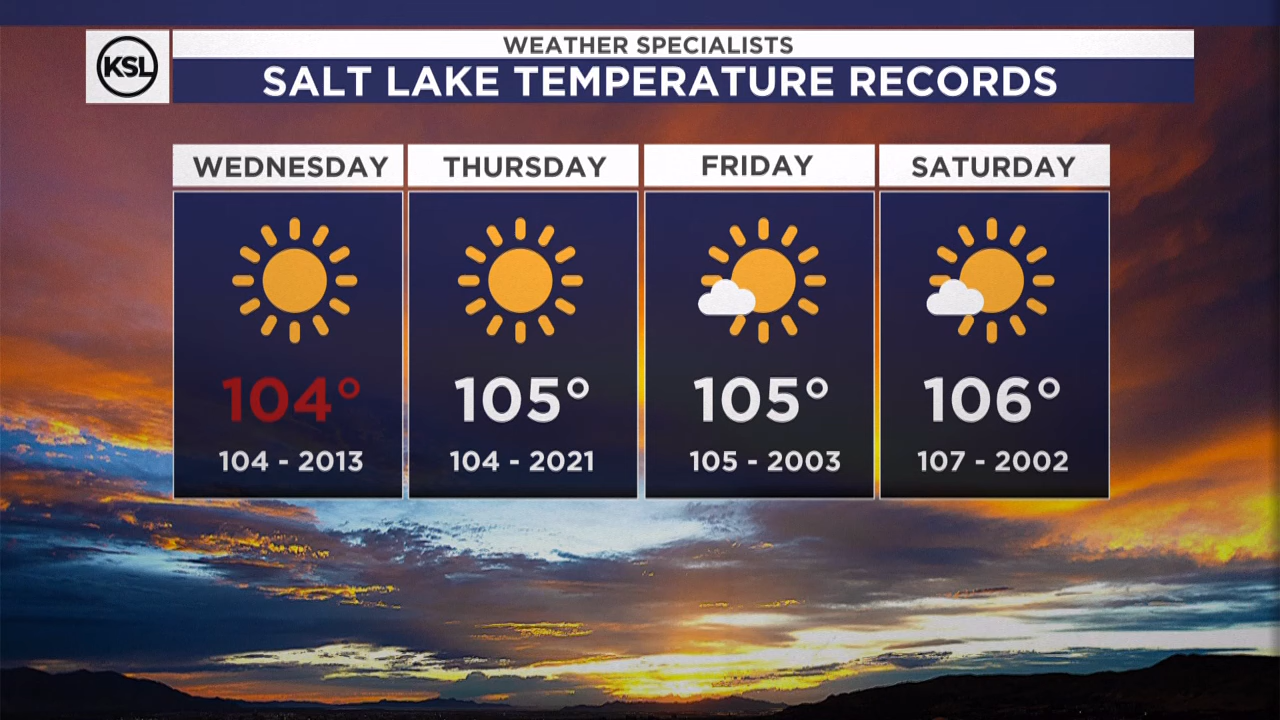 KSL
WEATHER SPECIALISTS
SALT LAKE TEMPERATURE RECORDS
WEDNESDAY
104°
104 - 2013
THURSDAY
105°
104 - 2021
FRIDAY
105°
105 - 2003
SATURDAY
106°
107 - 2002